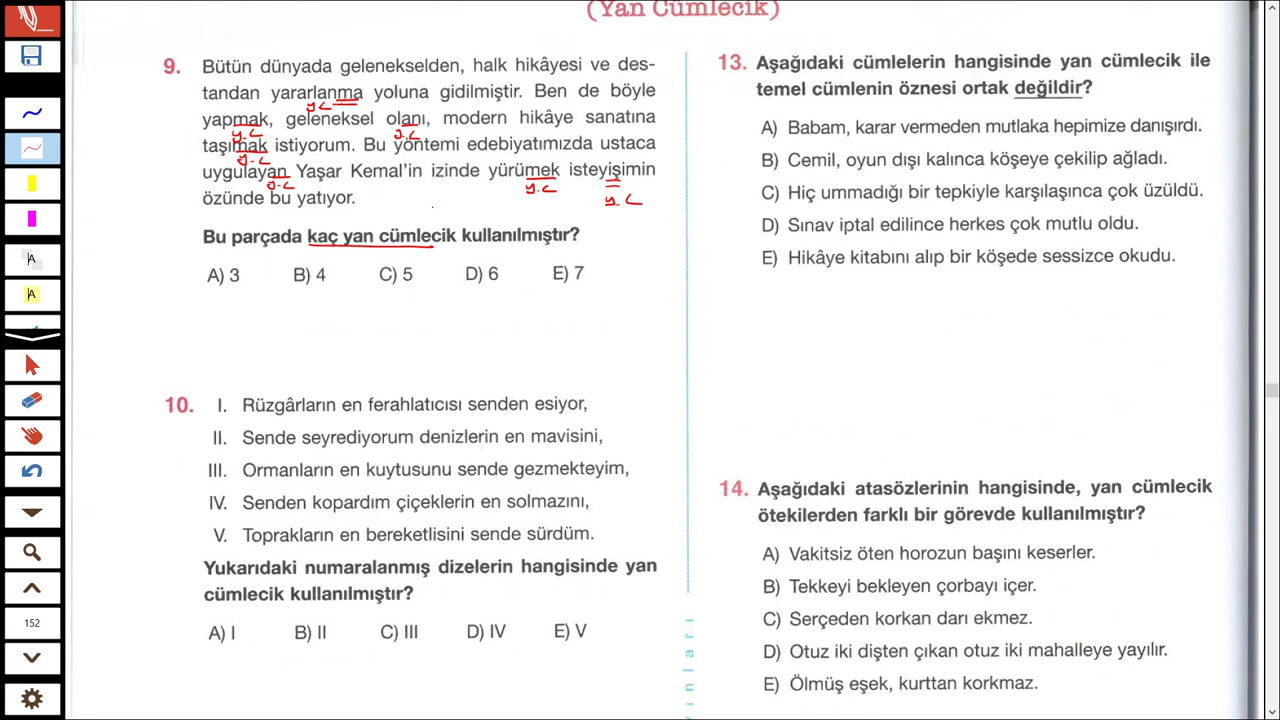 (Yan Cümlecik)
9. Bütün dünyada gelenekselden, halk hikâyesi ve des-
tandan yararlanma yoluna gidilmiştir. Ben de böyle
y.c
yapmak, geleneksel olanı, modern hikâye sanatına
y.c y.c
taşımak istiyorum. Bu yöntemi edebiyatımızda ustaca
y.c
uygulayan Yaşar Kemal'in izinde yürümek isteyişimin
y.c y.c
özünde bu yatıyor.
y.c
Bu parçada kaç yan cümlecik kullanılmıştır?
A) 3 B) 4 C) 5 D) 6 E) 7
10. I. Rüzgârların en ferahlatıcısı senden esiyor,
II. Sende seyrediyorum denizlerin en mavisini,
III. Ormanların en kuytusunu sende gezmekteyim,
IV. Senden kopardım çiçeklerin en solmazını,
V. Toprakların en bereketlisini sende sürdüm.
Yukarıdaki numaralanmış dizelerin hangisinde yan
cümlecik kullanılmıştır?
A) I B) II C) III D) IV E) V
13. Aşağıdaki cümlelerin hangisinde yan cümlecik ile
temel cümlenin öznesi ortak değildir?
A) Babam, karar vermeden mutlaka hepimize danışırdı.
B) Cemil, oyun dışı kalınca köşeye çekilip ağladı.
C) Hiç ummadığı bir tepkiyle karşılaşınca çok üzüldü.
D) Sınav iptal edilince herkes çok mutlu oldu.
E) Hikâye kitabını alıp bir köşede sessizce okudu.
14. Aşağıdaki atasözlerinin hangisinde, yan cümlecik
ötekilerden farklı bir görevde kullanılmıştır?
A) Vakitsiz öten horozun başını keserler.
B) Tekkeyi bekleyen çorbayı içer.
C) Serçeden korkan darı ekmez.
D) Otuz iki dişten çıkan otuz iki mahalleye yayılır.
E) Ölmüş eşek, kurttan korkmaz.
A
A
152
ınları